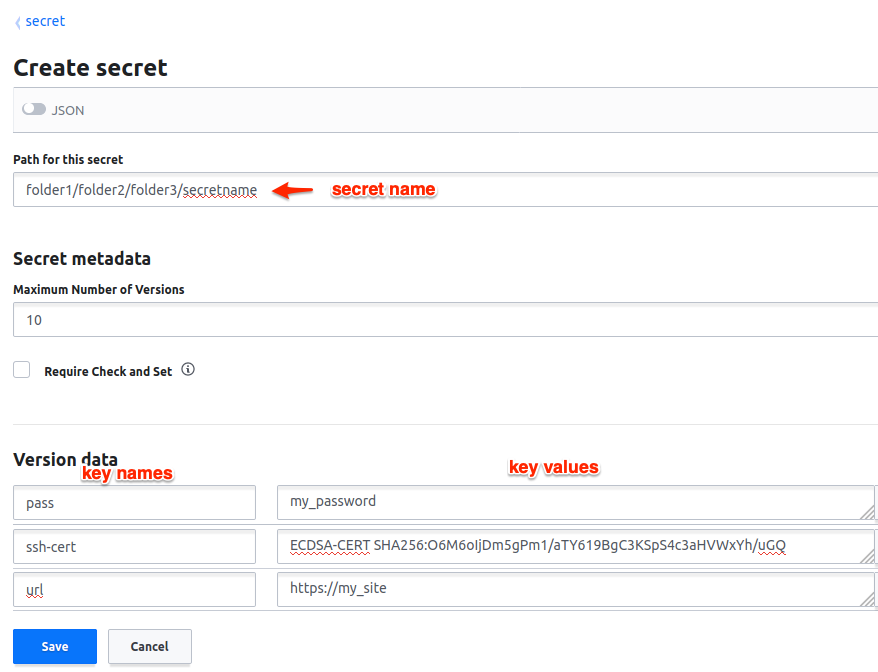 secret
Create secret
JSON
Path for this secret
folder1/folder2/folder3/secretname secret name
Secret metadata
Maximum Number of Versions
10
Require Check and Set
Version data
key names key values
pass my_password
ssh-cert ECDSA-CERT SHA256:O6M6oIjDm5gPm1/aTY619BgC3KSpS4c3aHVWxYh/uGQ
url https://my_site
Save Cancel